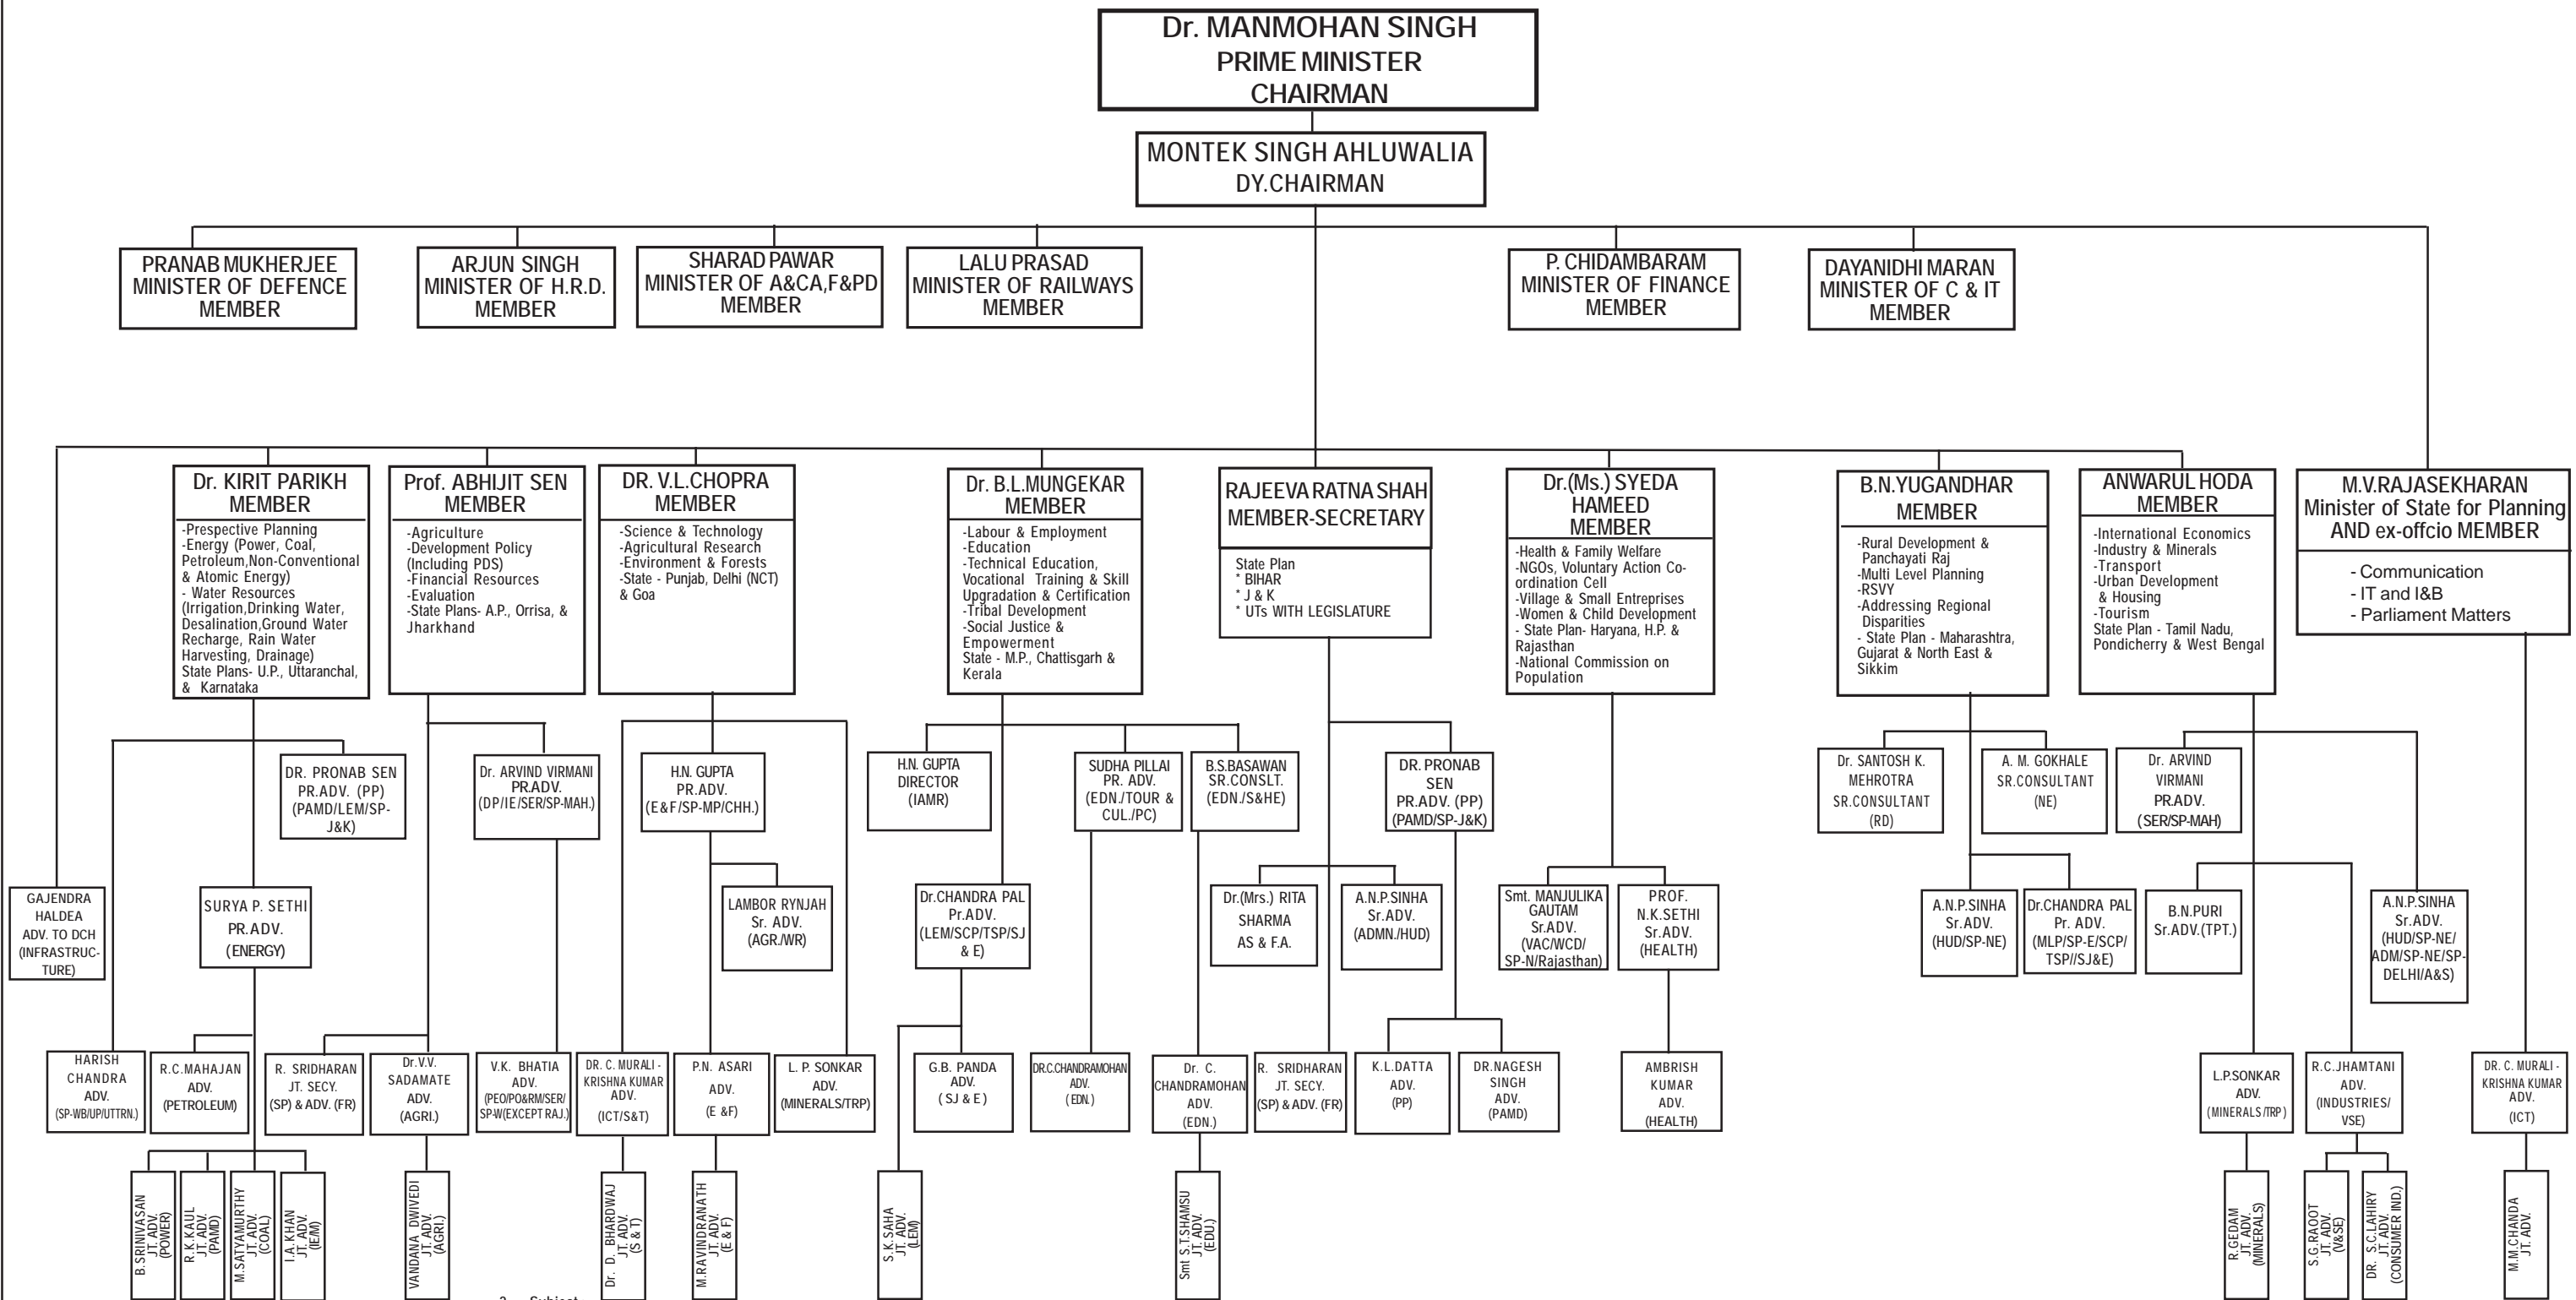 Dr. MANMOHAN SINGH
PRIME MINISTER
CHAIRMAN
MONTEK SINGH AHLUWALIA
DY.CHAIRMAN
PRANAB MUKHERJEE
MINISTER OF DEFENCE
MEMBER
ARJUN SINGH
MINISTER OF H.R.D.
MEMBER
SHARAD PAWAR
MINISTER OF A&CA,F&PD
MEMBER
LALU PRASAD
MINISTER OF RAILWAYS
MEMBER
P. CHIDAMBARAM
MINISTER OF FINANCE
MEMBER
DAYANIDHI MARAN
MINISTER OF C & IT
MEMBER
Dr. KIRIT PARIKH
MEMBER
-Prespective Planning
-Energy (Power, Coal,
Petroleum,Non-Conventional
& Atomic Energy)
- Water Resources
(Irrigation,Drinking Water,
Desalination,Ground Water
Recharge, Rain Water
Harvesting, Drainage)
State Plans- U.P., Uttaranchal,
& Karnataka
Prof. ABHIJIT SEN
MEMBER
-Agriculture
-Development Policy
(Including PDS)
-Financial Resources
-Evaluation
-State Plans- A.P., Orrisa, &
Jharkhand
DR. V.L.CHOPRA
MEMBER
-Science & Technology
-Agricultural Research
-Environment & Forests
-State - Punjab, Delhi (NCT)
& Goa
Dr. B.L.MUNGEKAR
MEMBER
-Labour & Employment
-Education
-Technical Education,
Vocational Training & Skill
Upgradation & Certification
-Tribal Development
-Social Justice &
Empowerment
State - M.P., Chattisgarh &
Kerala
RAJEEVA RATNA SHAH
MEMBER-SECRETARY
State Plan
* BIHAR
* J & K
* UTs WITH LEGISLATURE
Dr.(Ms.) SYEDA
HAMEED
MEMBER
-Health & Family Welfare
-NGOs, Voluntary Action Co-
ordination Cell
-Village & Small Entreprises
-Women & Child Development
- State Plan- Haryana, H.P. &
Rajasthan
-National Commission on
Population
B.N.YUGANDHAR
MEMBER
-Rural Development &
Panchayati Raj
-Multi Level Planning
-RSVY
-Addressing Regional
Disparities
- State Plan - Maharashtra,
Gujarat & North East &
Sikkim
ANWARUL HODA
MEMBER
-International Economics
-Industry & Minerals
-Transport
-Urban Development
& Housing
-Tourism
State Plan - Tamil Nadu,
Pondicherry & West Bengal
M.V.RAJASEKHARAN
Minister of State for Planning
AND ex-offcio MEMBER
- Communication
- IT and I&B
- Parliament Matters
DR. PRONAB SEN
PR.ADV. (PP)
(PAMD/LEM/SP-
J&K)
Dr. ARVIND VIRMANI
PR.ADV.
(DP/IE/SER/SP-MAH.)
H.N. GUPTA
PR.ADV.
(E&F/SP-MP/CHH.)
H.N. GUPTA
DIRECTOR
(IAMR)
SUDHA PILLAI
PR. ADV.
(EDN./TOUR &
CUL./PC)
B.S.BASAWAN
SR.CONSLT.
(EDN./S&HE)
DR. PRONAB
SEN
PR.ADV. (PP)
(PAMD/SP-J&K)
Dr. SANTOSH K.
MEHROTRA
SR.CONSULTANT
(RD)
A. M. GOKHALE
SR.CONSULTANT
(NE)
Dr. ARVIND
VIRMANI
PR.ADV.
(SER/SP-MAH)
GAJENDRA
HALDEA
ADV. TO DCH
(INFRASTRUC-
TURE)
SURYA P. SETHI
PR.ADV.
(ENERGY)
LAMBOR RYNJAH
Sr. ADV.
(AGR./WR)
Dr.CHANDRA PAL
Pr.ADV.
(LEM/SCP/TSP/SJ
& E)
Dr.(Mrs.) RITA
SHARMA
AS & F.A.
A.N.P.SINHA
Sr.ADV.
(ADMN./HUD)
Smt. MANJULIKA
GAUTAM
Sr.ADV.
(VAC/WCD/
SP-N/Rajasthan)
PROF.
N.K.SETHI
Sr.ADV.
(HEALTH)
A.N.P.SINHA
Sr.ADV.
(HUD/SP-NE)
Dr.CHANDRA PAL
Pr. ADV.
(MLP/SP-E/SCP/
TSP//SJ&E)
B.N.PURI
Sr.ADV.(TPT.)
A.N.P.SINHA
Sr.ADV.
(HUD/SP-NE/
ADM/SP-NE/SP-
DELHI/A&S)
HARISH
CHANDRA
ADV.
(SP-WB/UP/UTTRN.)
R.C.MAHAJAN
ADV.
(PETROLEUM)
R. SRIDHARAN
JT. SECY.
(SP) & ADV. (FR)
Dr.V.V.
SADAMATE
ADV.
(AGRI.)
V.K. BHATIA
ADV.
(PEO/PO&RM/SER/
SP-W(EXCEPT RAJ.)
DR. C. MURALI -
KRISHNA KUMAR
ADV.
(ICT/S&T)
P.N. ASARI
ADV.
(E &F)
L. P. SONKAR
ADV.
(MINERALS/TRP)
G.B. PANDA
ADV.
( SJ & E )
DR.C.CHANDRAMOHAN
ADV.
( EDN.)
Dr. C.
CHANDRAMOHAN
ADV.
(EDN.)
R. SRIDHARAN
JT. SECY.
(SP) & ADV. (FR)
K.L.DATTA
ADV.
(PP)
DR.NAGESH
SINGH
ADV.
(PAMD)
AMBRISH
KUMAR
ADV.
(HEALTH)
L.P.SONKAR
ADV.
( MINERALS /TRP )
R.C.JHAMTANI
ADV.
(INDUSTRIES/
VSE)
DR. C. MURALI -
KRISHNA KUMAR
ADV.
(ICT)
B.SRINIVASAN
JT. ADV.
(POWER)
R.K.KAUL
JT. ADV.
(PAMD)
M.SATYAMURTHY
JT. ADV.
(COAL)
I.A.KHAN
JT. ADV.
(IE/M)
VANDANA DWIVEDI
JT. ADV.
(AGRI.)
Dr. D. BHARDWAJ
JT. ADV.
(S & T)
M.RAVINDRANATH
JT. ADV.
(E & F)
S.K.SAHA
JT. ADV.
(LEM)
Smt S.T.SHAMSU
JT. ADV.
(EDU.)
R.GEDAM
JT. ADV.
(MINERALS)
S.G.RAOOT
JT. ADV.
(V&SE)
DR. S.C.LAHIRY
JT. ADV.
(CONSUMER IND.)
M.M.CHANDA
JT. ADV.